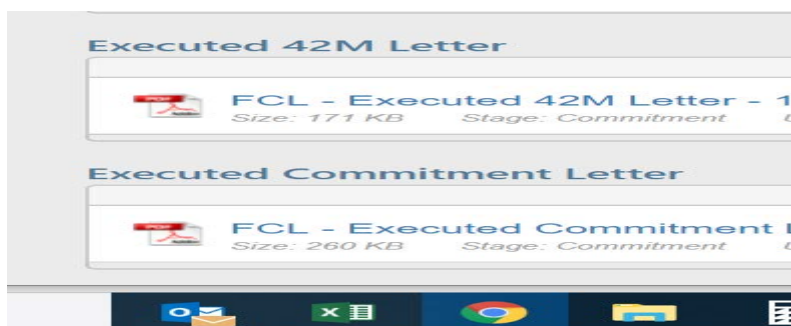 Executed 42M Letter
FCL - Executed 42M Letter - 1
Size: 171 KB Stage: Commitment
Executed Commitment Letter
FCL - Executed Commitment
Size: 260 KB Stage: Commitment